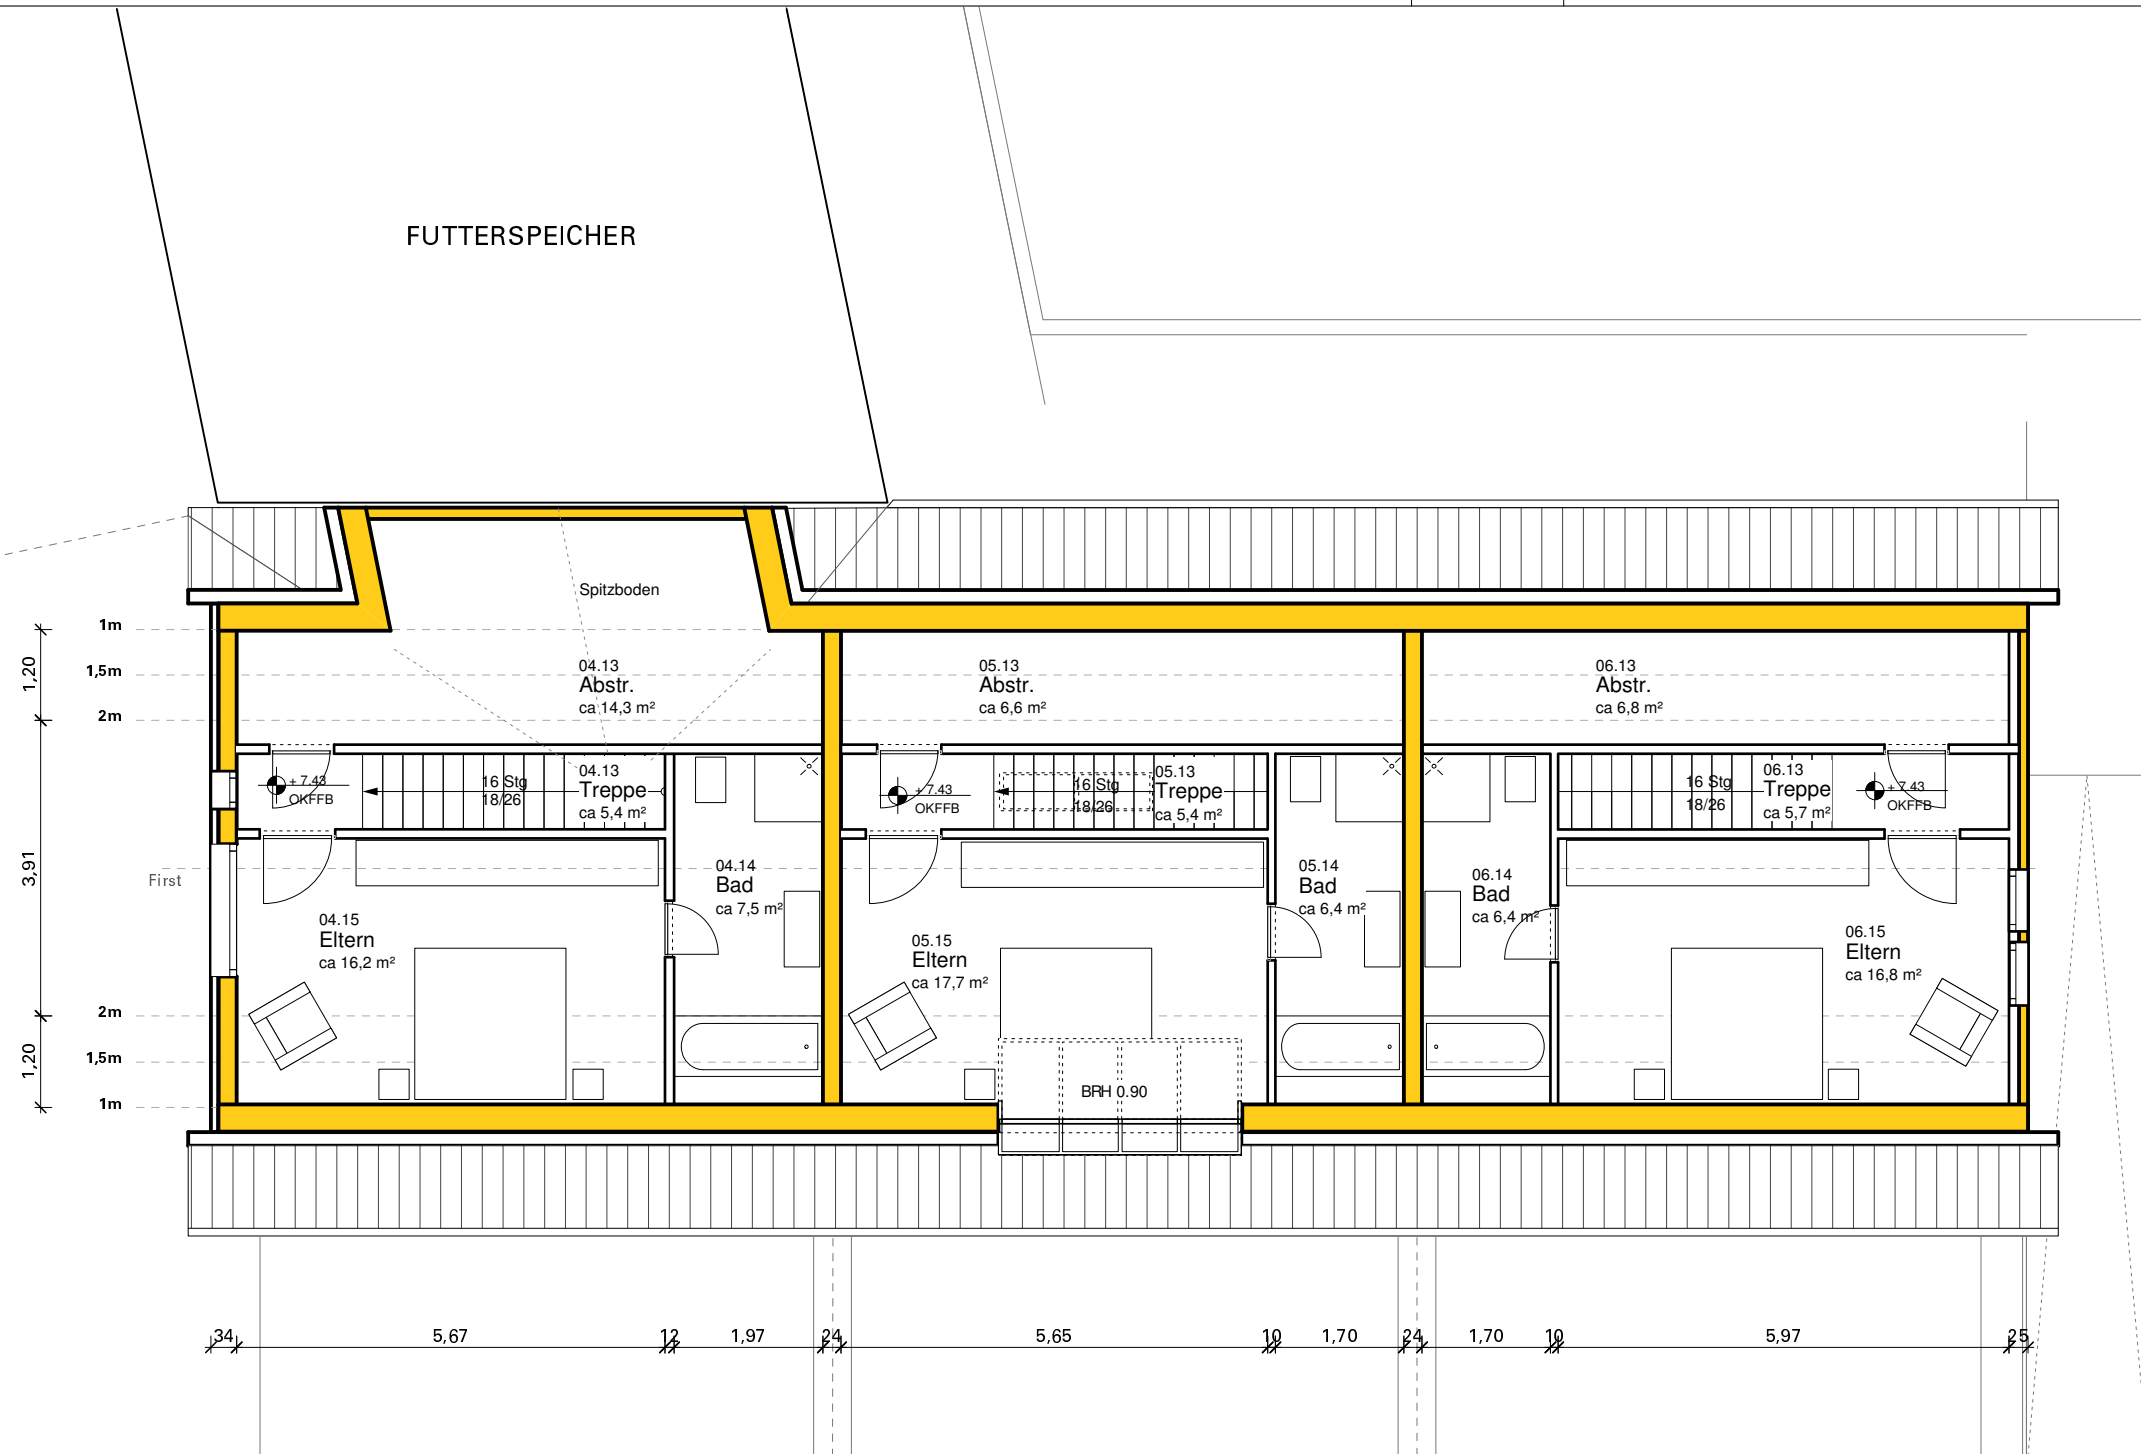 FUTTERSPEICHER
Spitzboden
1m
1,5m
2m
1,20
04.13
Abstr.
ca 14,3 m²
05.13
Abstr.
ca 6,6 m²
06.13
Abstr.
ca 6,8 m²
+ 7.43
OKFFB
16 Stg
18/26
04.13
Treppe
ca 5,4 m²
+ 7.43
OKFFB
16 Stg
18/26
05.13
Treppe
ca 5,4 m²
16 Stg
18/26
06.13
Treppe
ca 5,7 m²
+ 7.43
OKFFB
3,91
First
04.15
Eltern
ca 16,2 m²
04.14
Bad
ca 7,5 m²
05.15
Eltern
ca 17,7 m²
05.14
Bad
ca 6,4 m²
06.14
Bad
ca 6,4 m²
06.15
Eltern
ca 16,8 m²
2m
1,5m
1m
1,20
BRH 0.90
34 5,67 12 1,97 24 5,65 10 1,70 24 1,70 10 5,97 25